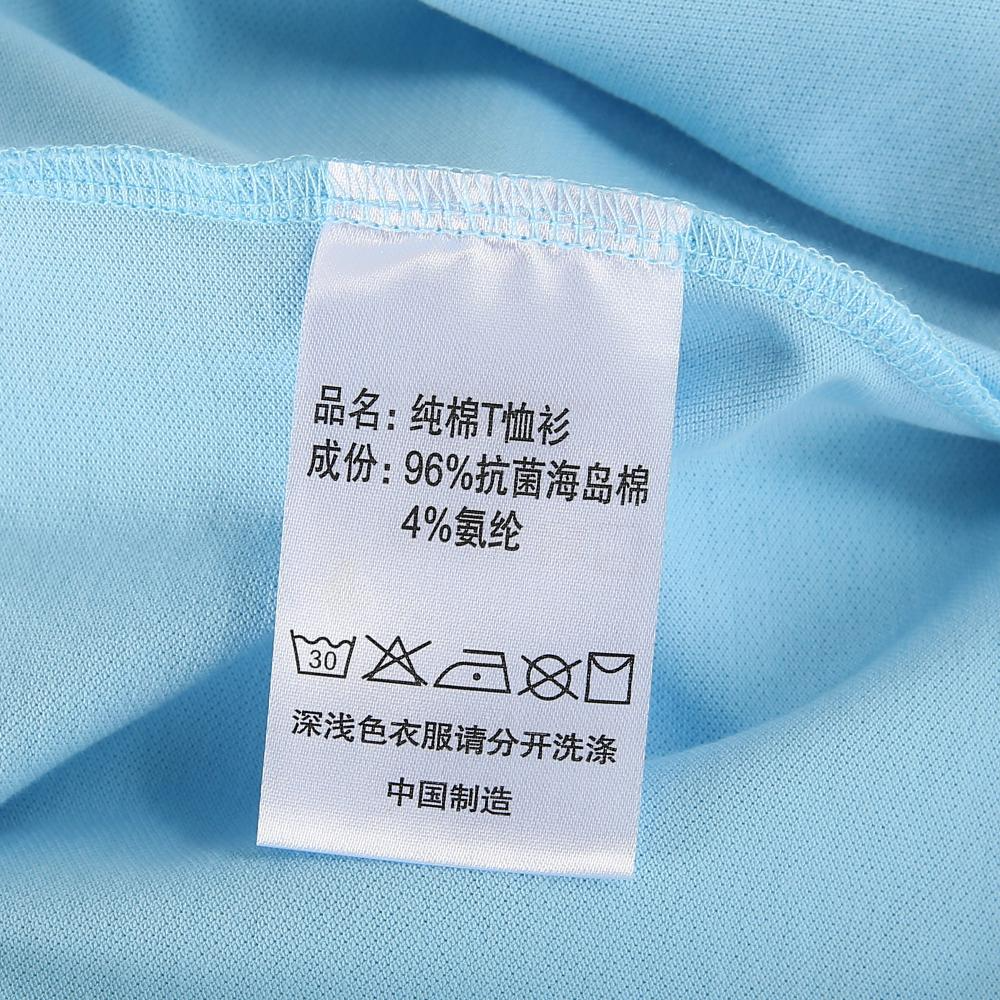 品名：纯棉T恤衫
成份：96%抗菌海岛棉
4%氨纶
30
深浅色衣服请分开洗涤
中国制造